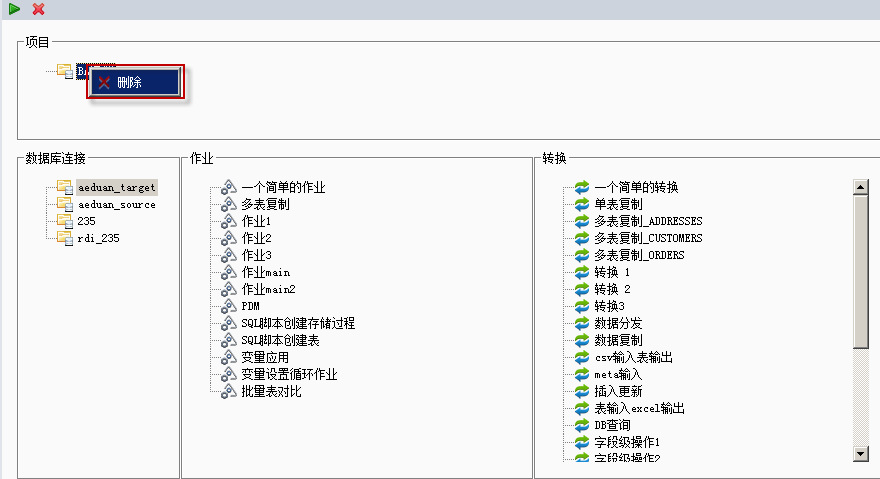 项目
删除
数据库连接
aeduan_target
aeduan_source
235
rdi_235
作业
一个简单的作业
多表复制
作业1
作业2
作业3
作业main
作业main2
PDM
SQL脚本创建存储过程
SQL脚本创建表
变量应用
变量设置循环作业
批量表对比
转换
一个简单的转换
单表复制
多表复制_ADDRESSES
多表复制_CUSTOMERS
多表复制_ORDERS
转换 1
转换 2
转换3
数据分发
数据复制
csv输入表输出
meta输入
插入更新
表输入excel输出
DB查询
字段级操作1
字段级操作2